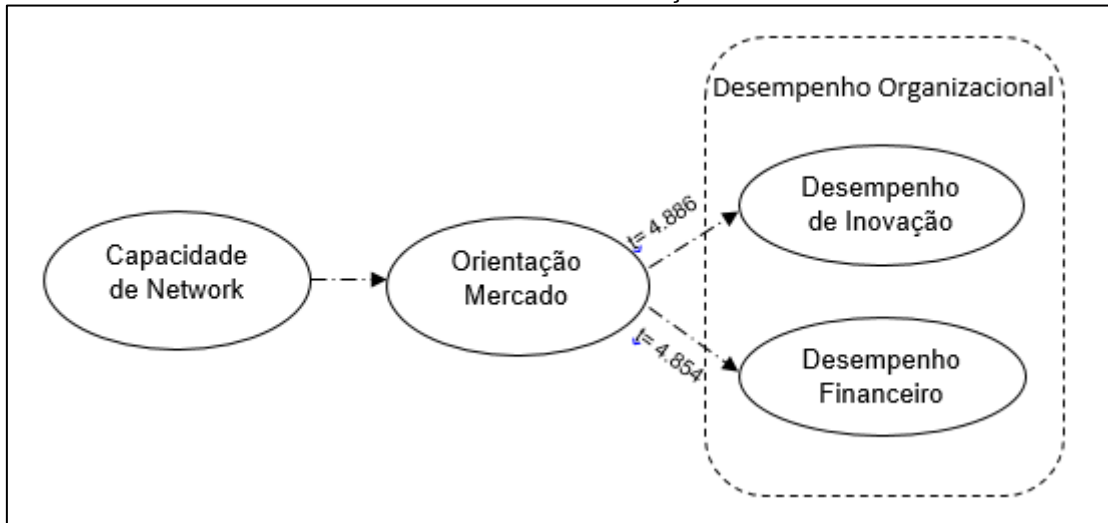 Desempenho Organizacional
Capacidade
de Network
Orientação
Mercado
t= 4.886
t= 4.854
Desempenho
de Inovação
Desempenho
Financeiro